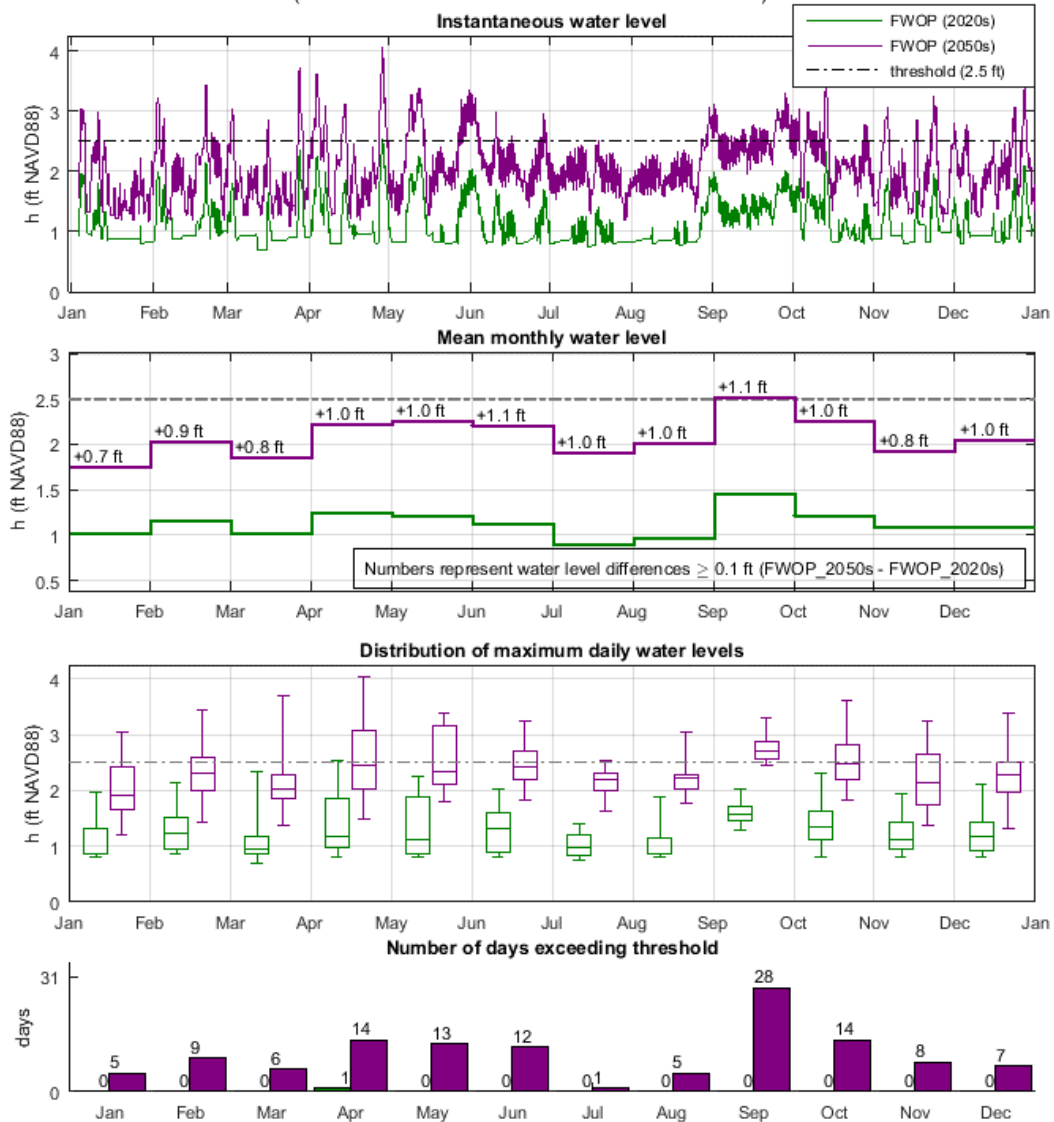 Instantaneous water level
FWOP (2020s)
FWOP (2050s)
threshold (2.5 ft)
h (ft NAVD88)
4
3
2
1
0
Jan Feb Mar Apr May Jun Jul Aug Sep Oct Nov Dec Jan
Mean monthly water level
h (ft NAVD88)
3
2.5
2
1.5
1
0.5
+0.7 ft +0.9 ft +0.8 ft +1.0 ft +1.0 ft +1.1 ft +1.0 ft +1.0 ft +1.1 ft +1.0 ft +0.8 ft +1.0 ft
Numbers represent water level differences ≥ 0.1 ft (FWOP_2050s - FWOP_2020s)
Jan Feb Mar Apr May Jun Jul Aug Sep Oct Nov Dec
Distribution of maximum daily water levels
h (ft NAVD88)
4
3
2
1
0
Jan Feb Mar Apr May Jun Jul Aug Sep Oct Nov Dec Jan
Number of days exceeding threshold
days
31
0
0 5 0 9 0 6 1 14 0 13 0 12 0 1 0 5 0 28 0 14 0 8 0 7
Jan Feb Mar Apr May Jun Jul Aug Sep Oct Nov Dec